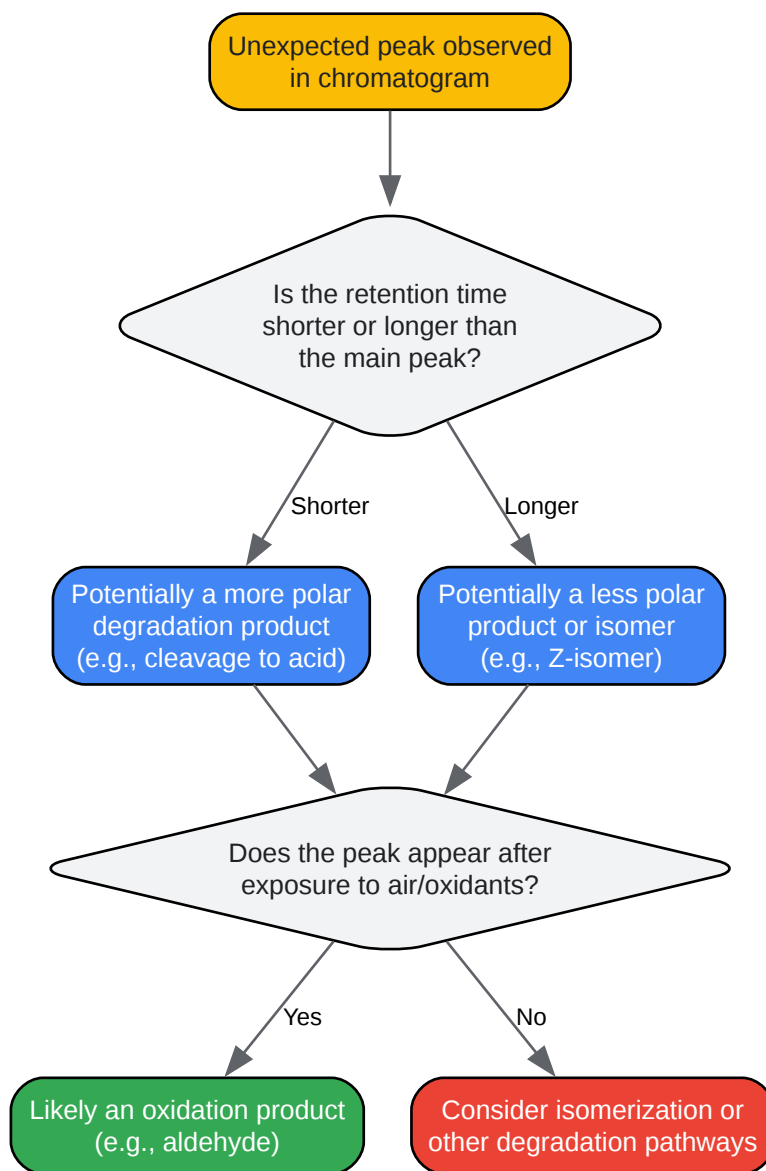 Unexpected peak observed
in chromatogram
Is the retention time
shorter or longer than
the main peak?
Shorter
Longer
Potentially a more polar
degradation product
(e.g., cleavage to acid)
Potentially a less polar
product or isomer
(e.g., Z-isomer)
Does the peak appear after
exposure to air/oxidants?
Yes
No
Likely an oxidation product
(e.g., aldehyde)
Consider isomerization or
other degradation pathways